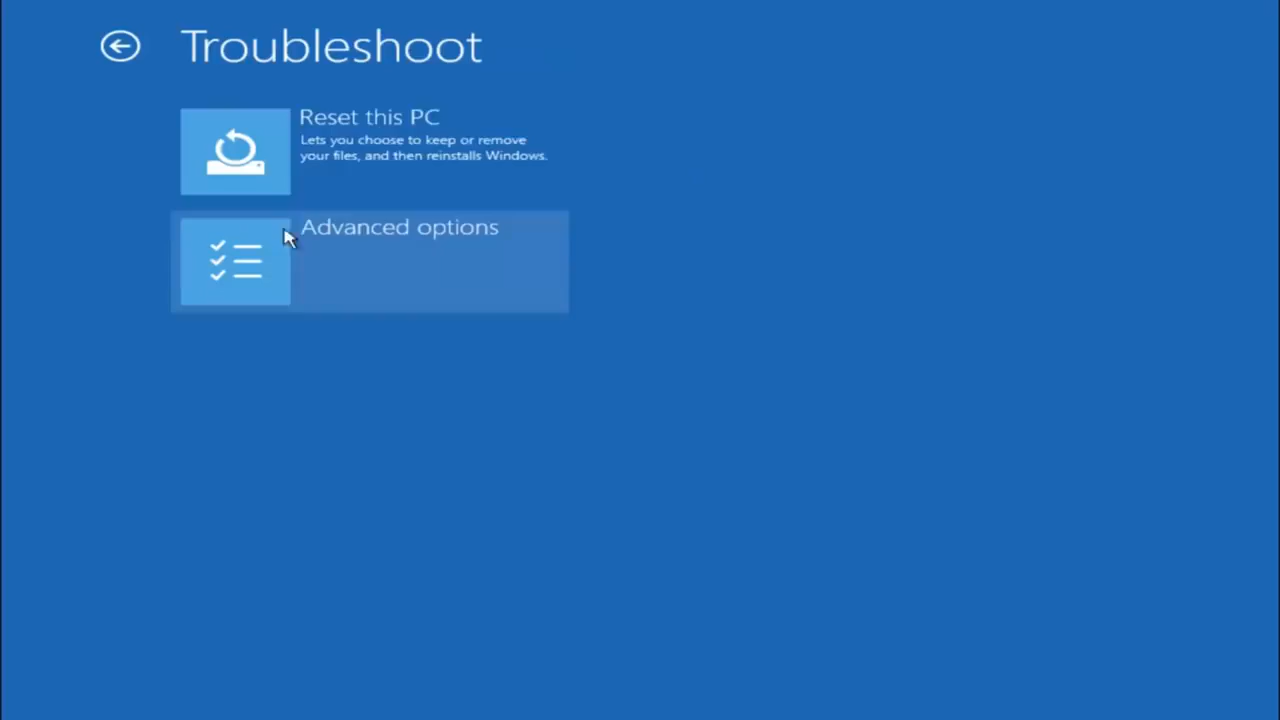 Troubleshoot
Reset this PC
Lets you choose to keep or remove
your files, and then reinstalls Windows.
Advanced options